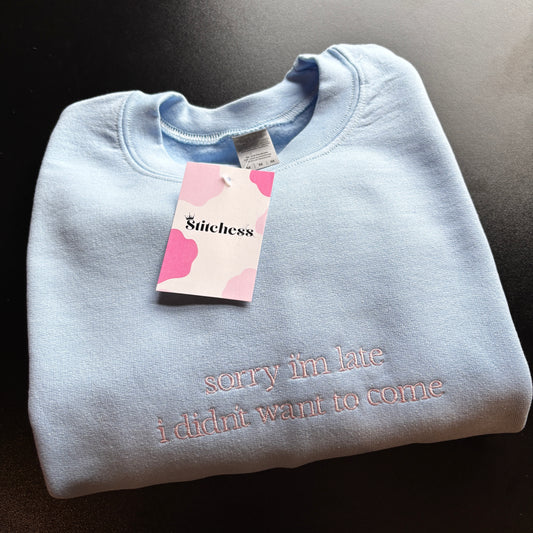 Stitchess
sorry i'm late
i didn't want to come